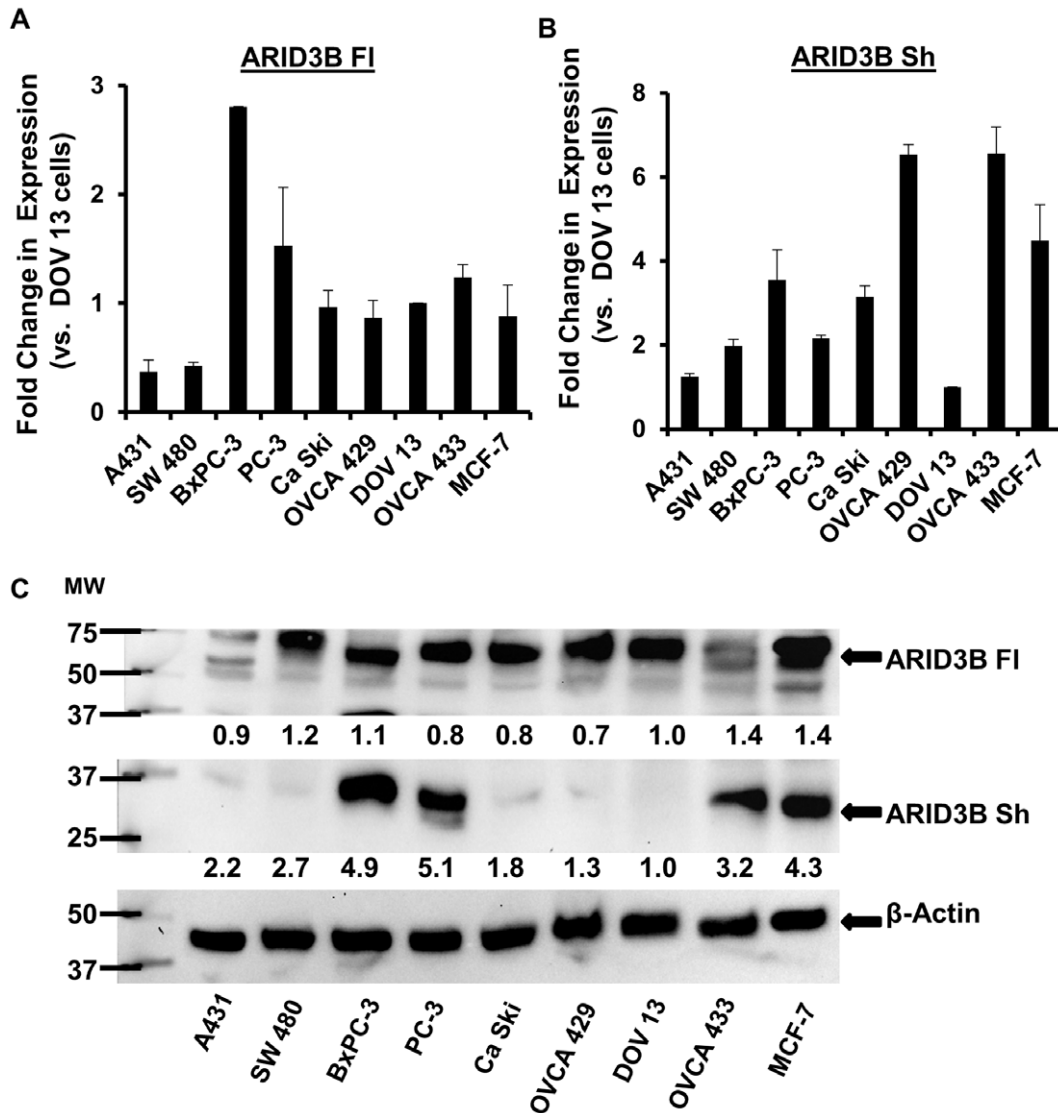 A
ARID3B Fl
Fold Change in Expression
(vs. DOV 13 cells)
3
2
1
0
A431
SW 480
BxPC-3
PC-3
Ca Ski
OVCA 429
DOV 13
OVCA 433
MCF-7
B
ARID3B Sh
Fold Change in Expression
(vs. DOV 13 cells)
8
6
4
2
0
A431
SW 480
BxPC-3
PC-3
Ca Ski
OVCA 429
DOV 13
OVCA 433
MCF-7
C
MW
75
50
37
ARID3B Fl
0.9 1.2 1.1 0.8 0.8 0.7 1.0 1.4 1.4
37
25
ARID3B Sh
2.2 2.7 4.9 5.1 1.8 1.3 1.0 3.2 4.3
50
37
β-Actin
A431
SW 480
BxPC-3
PC-3
Ca Ski
OVCA 429
DOV 13
OVCA 433
MCF-7